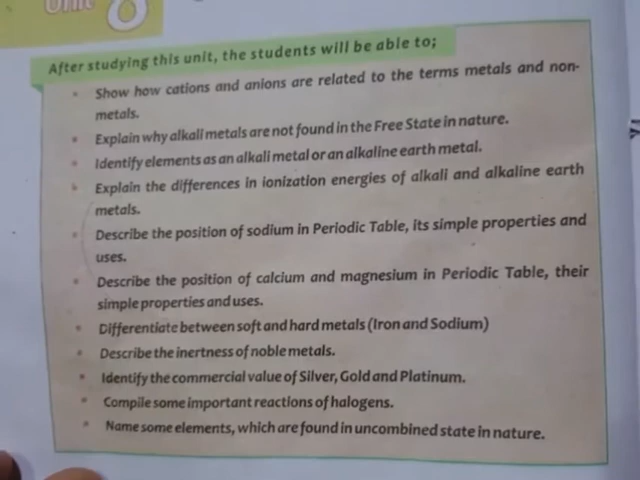 Unit 8
After studying this unit, the students will be able to;
• Show how cations and anions are related to the terms metals and non-
metals.
• Explain why alkali metals are not found in the Free State in nature.
• Identify elements as an alkali metal or an alkaline earth metal.
• Explain the differences in ionization energies of alkali and alkaline earth
metals.
• Describe the position of sodium in Periodic Table, its simple properties and
uses.
• Describe the position of calcium and magnesium in Periodic Table, their
simple properties and uses.
• Differentiate between soft and hard metals (Iron and Sodium)
• Describe the inertness of noble metals.
• Identify the commercial value of Silver, Gold and Platinum.
• Compile some important reactions of halogens.
• Name some elements, which are found in uncombined state in nature.